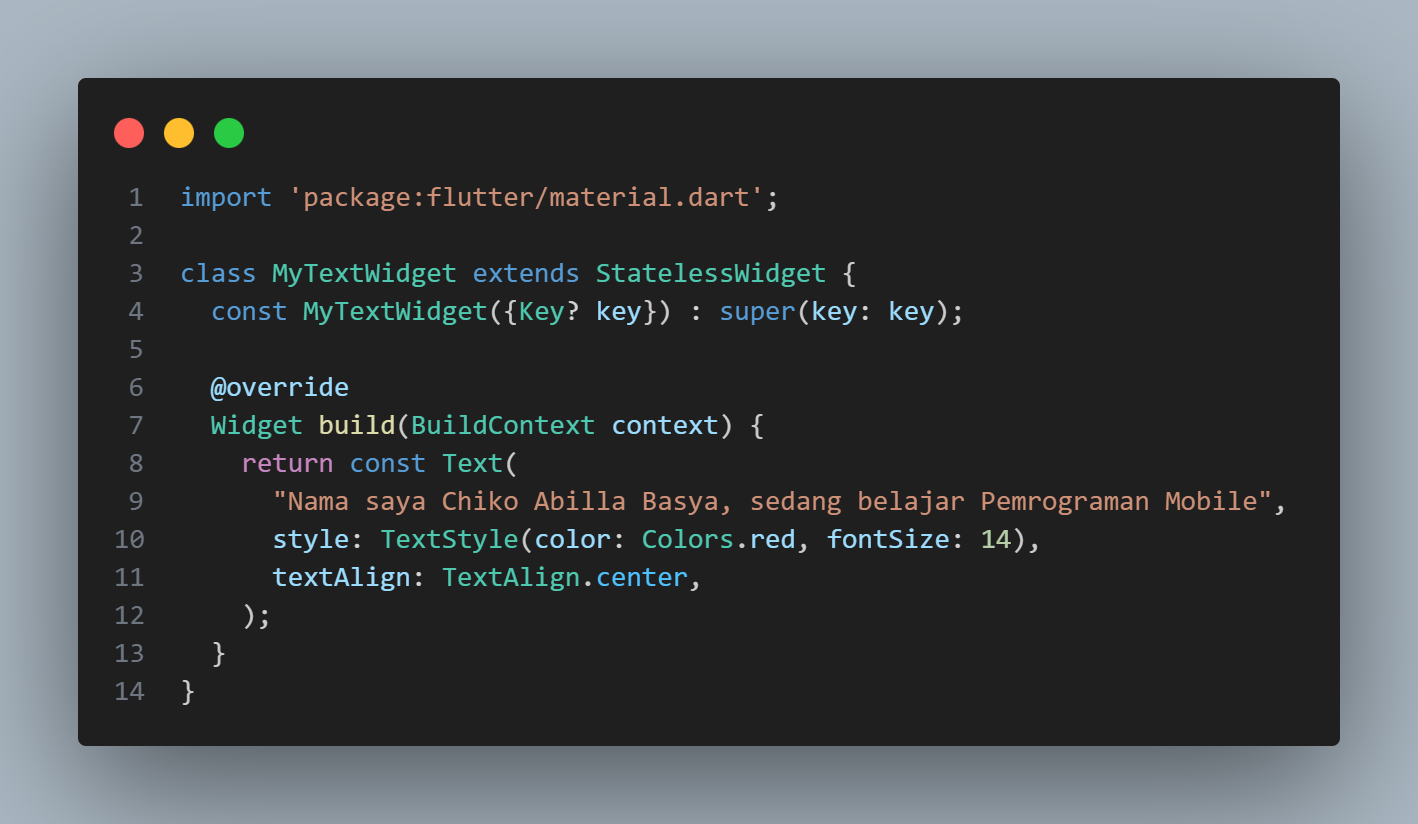 1 import 'package:flutter/material.dart';
2
3 class MyTextWidget extends StatelessWidget {
4   const MyTextWidget({Key? key}) : super(key: key);
5
6   @override
7   Widget build(BuildContext context) {
8     return const Text(
9       "Nama saya Chiko Abilla Basya, sedang belajar Pemrograman Mobile",
10       style: TextStyle(color: Colors.red, fontSize: 14),
11       textAlign: TextAlign.center,
12     );
13   }
14 }